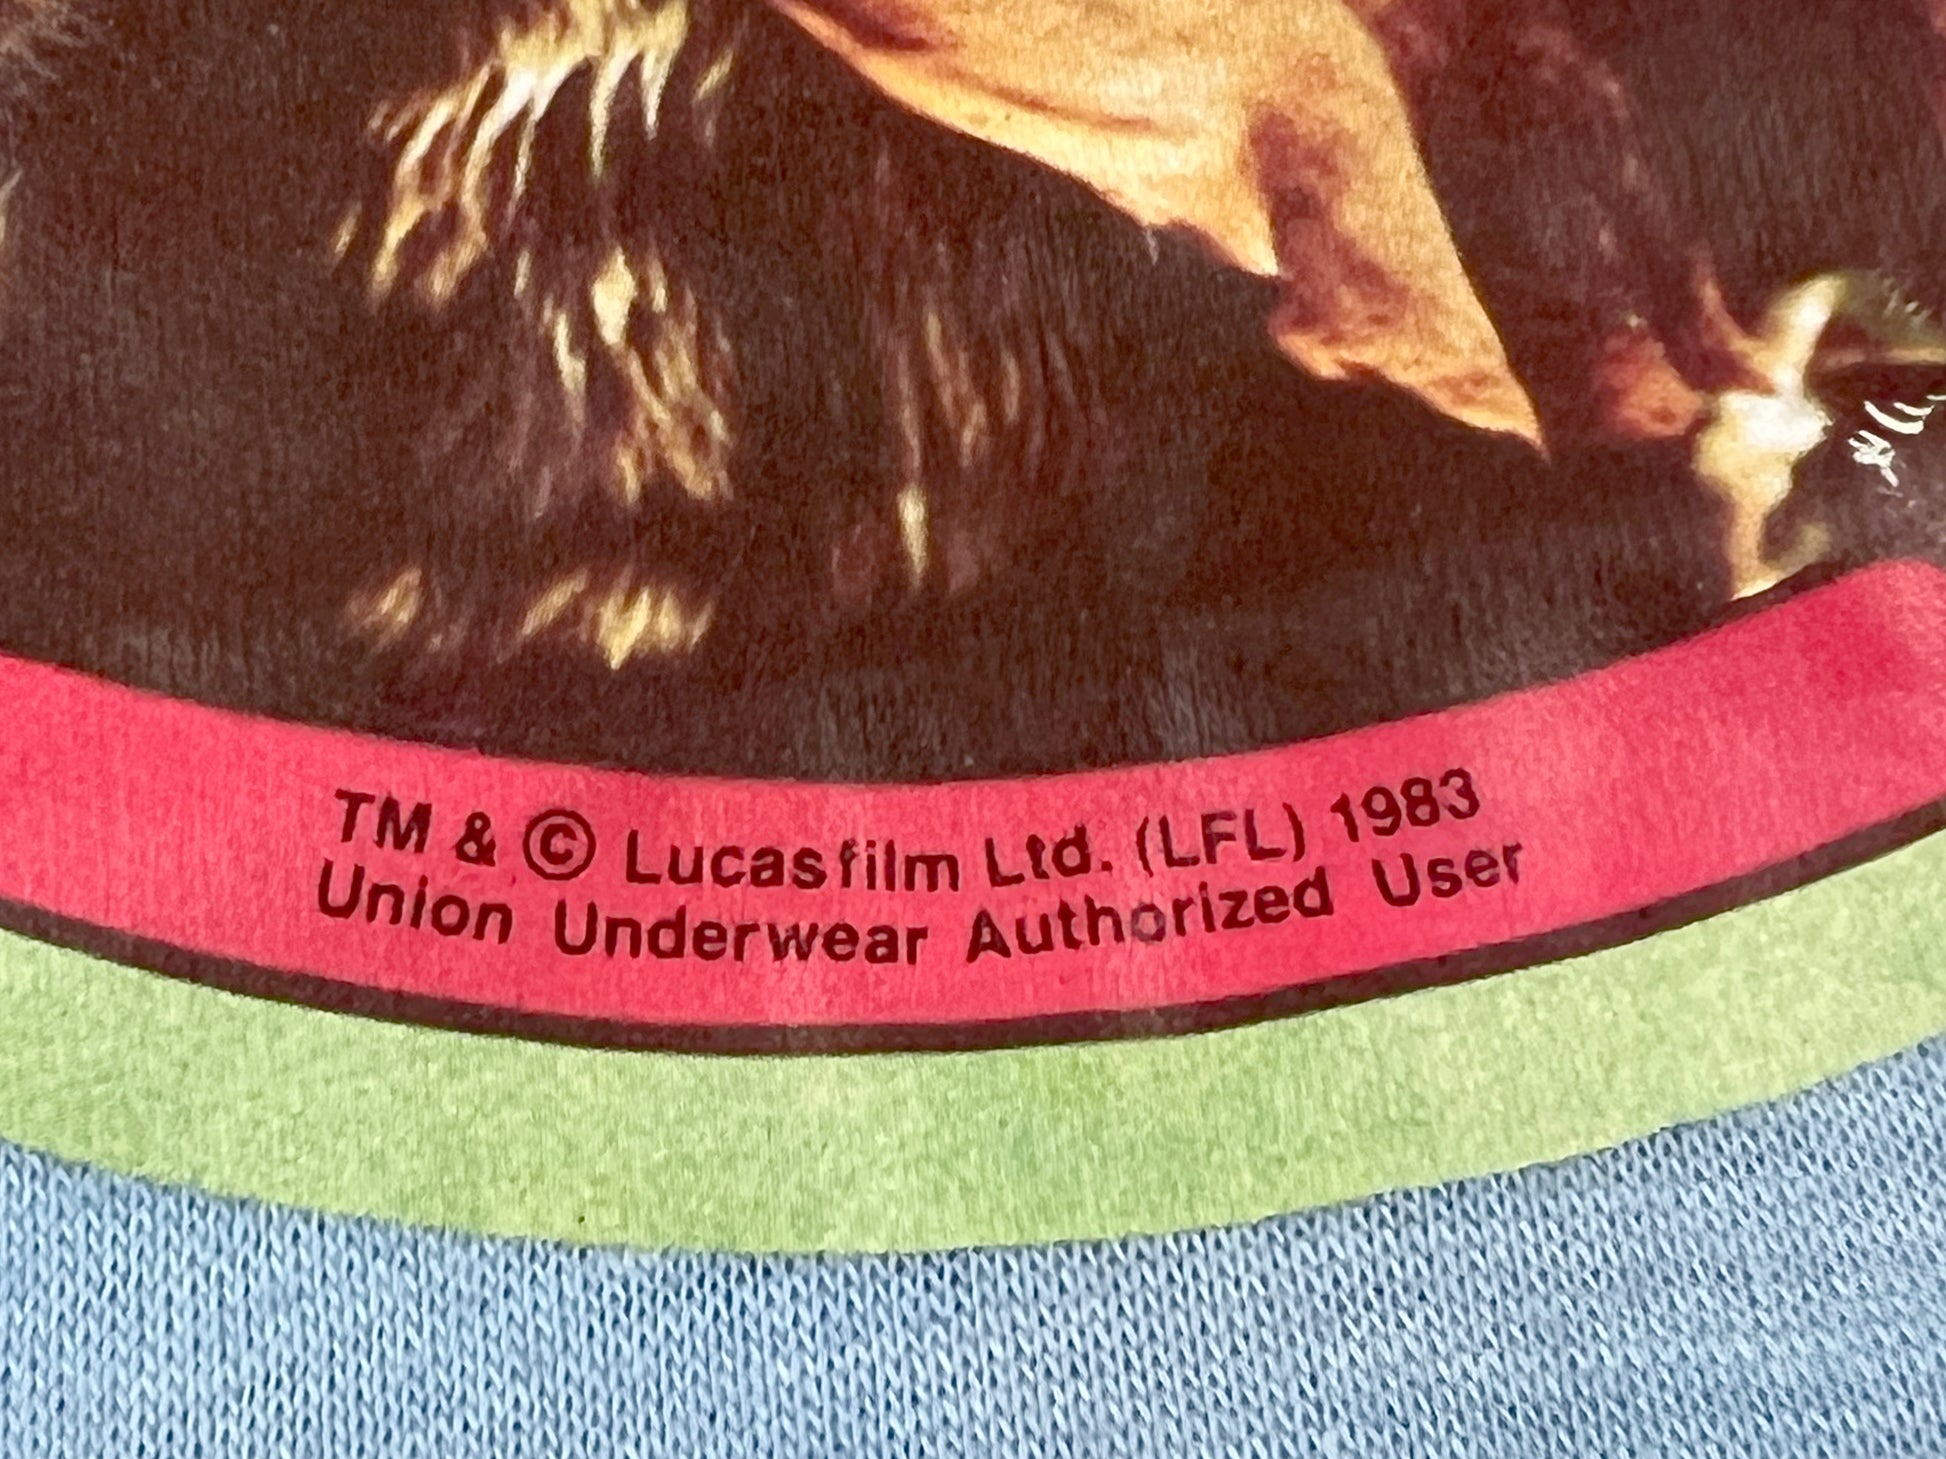 TM & © Lucasfilm Ltd. (LFL) 1983
Union Underwear Authorized User